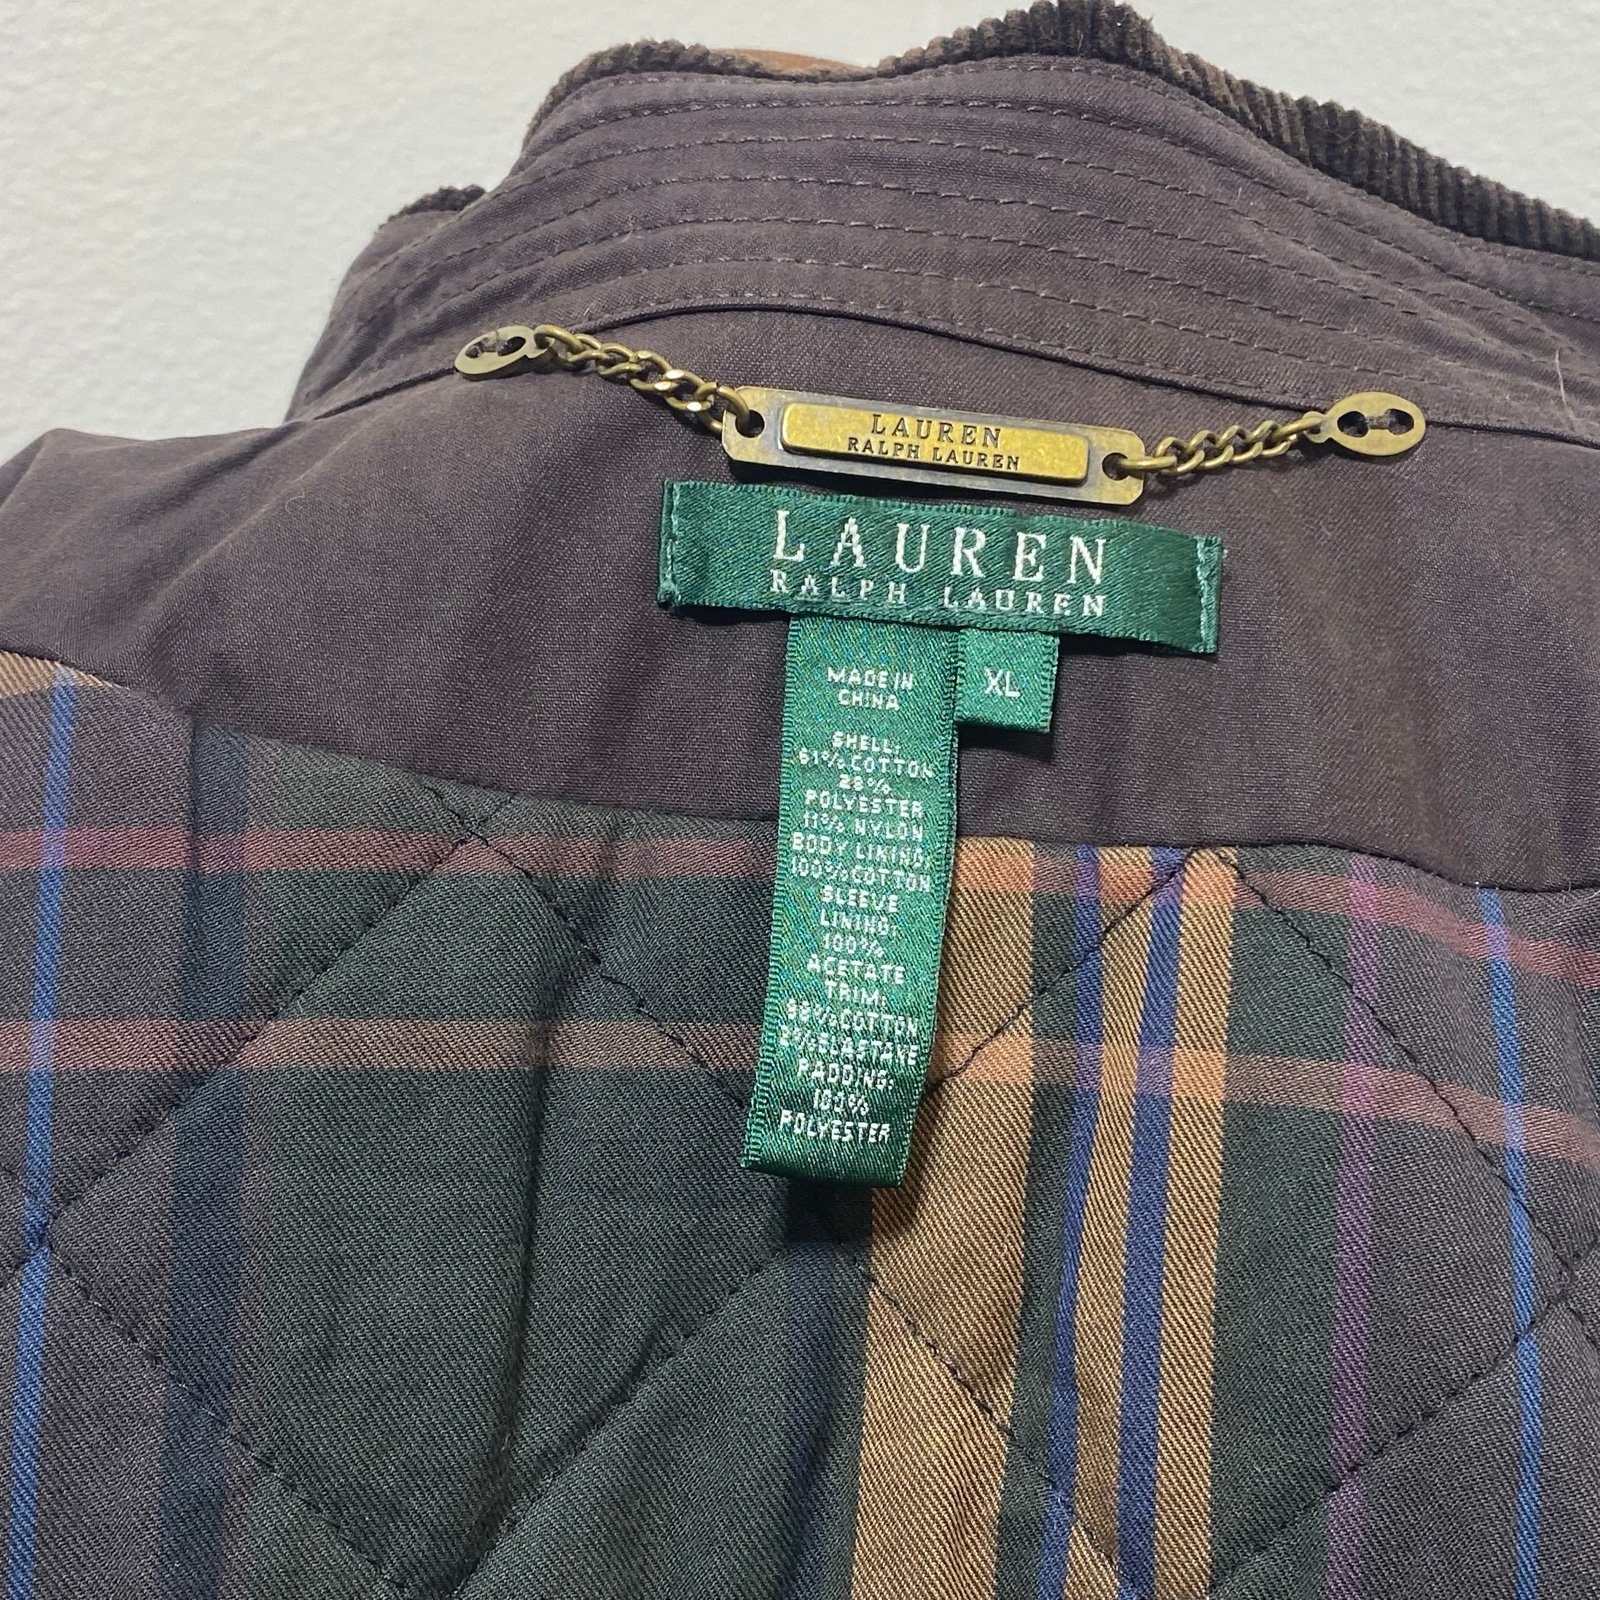 LAUREN
RALPH LAUREN
LAUREN
RALPH LAUREN
XL
MADE IN
CHINA
SHELL:
61% COTTON
28%
POLYESTER
11% NYLON
BODY LINING:
100% COTTON
SLEEVE
LINING:
100%
ACETATE
TRIM:
98% COTTON
2% ELASTANE
PADDING:
100%
POLYESTER